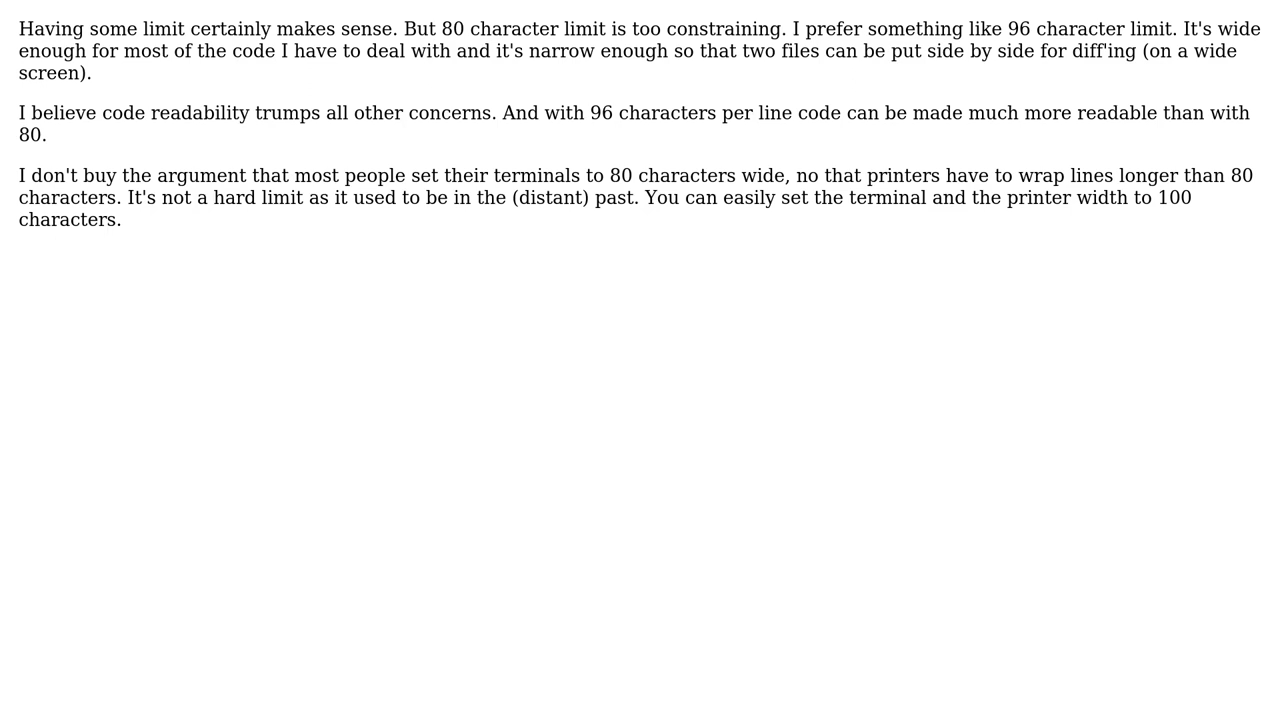 Having some limit certainly makes sense. But 80 character limit is too constraining. I prefer something like 96 character limit. It's wide
enough for most of the code I have to deal with and it's narrow enough so that two files can be put side by side for diff'ing (on a wide
screen).
I believe code readability trumps all other concerns. And with 96 characters per line code can be made much more readable than with
80.
I don't buy the argument that most people set their terminals to 80 characters wide, no that printers have to wrap lines longer than 80
characters. It's not a hard limit as it used to be in the (distant) past. You can easily set the terminal and the printer width to 100
characters.